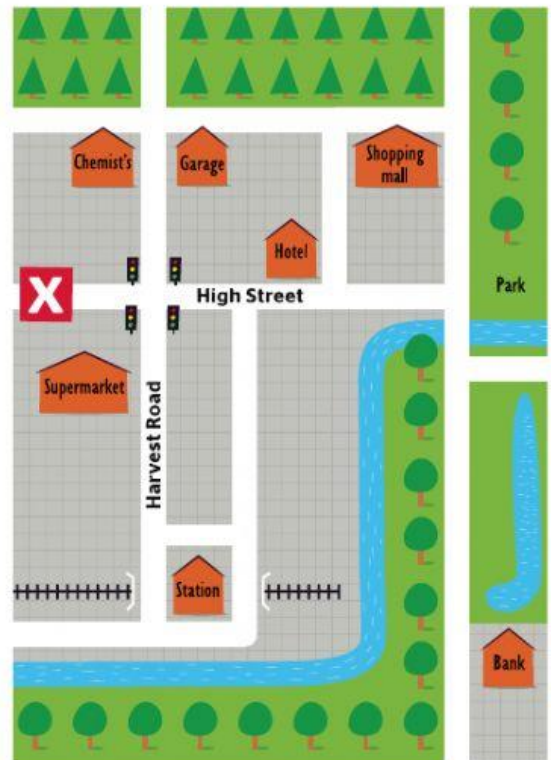 Chemist's
Garage
Shopping
mall
Hotel
X
High Street
Park
Supermarket
Harvest Road
Station
Bank